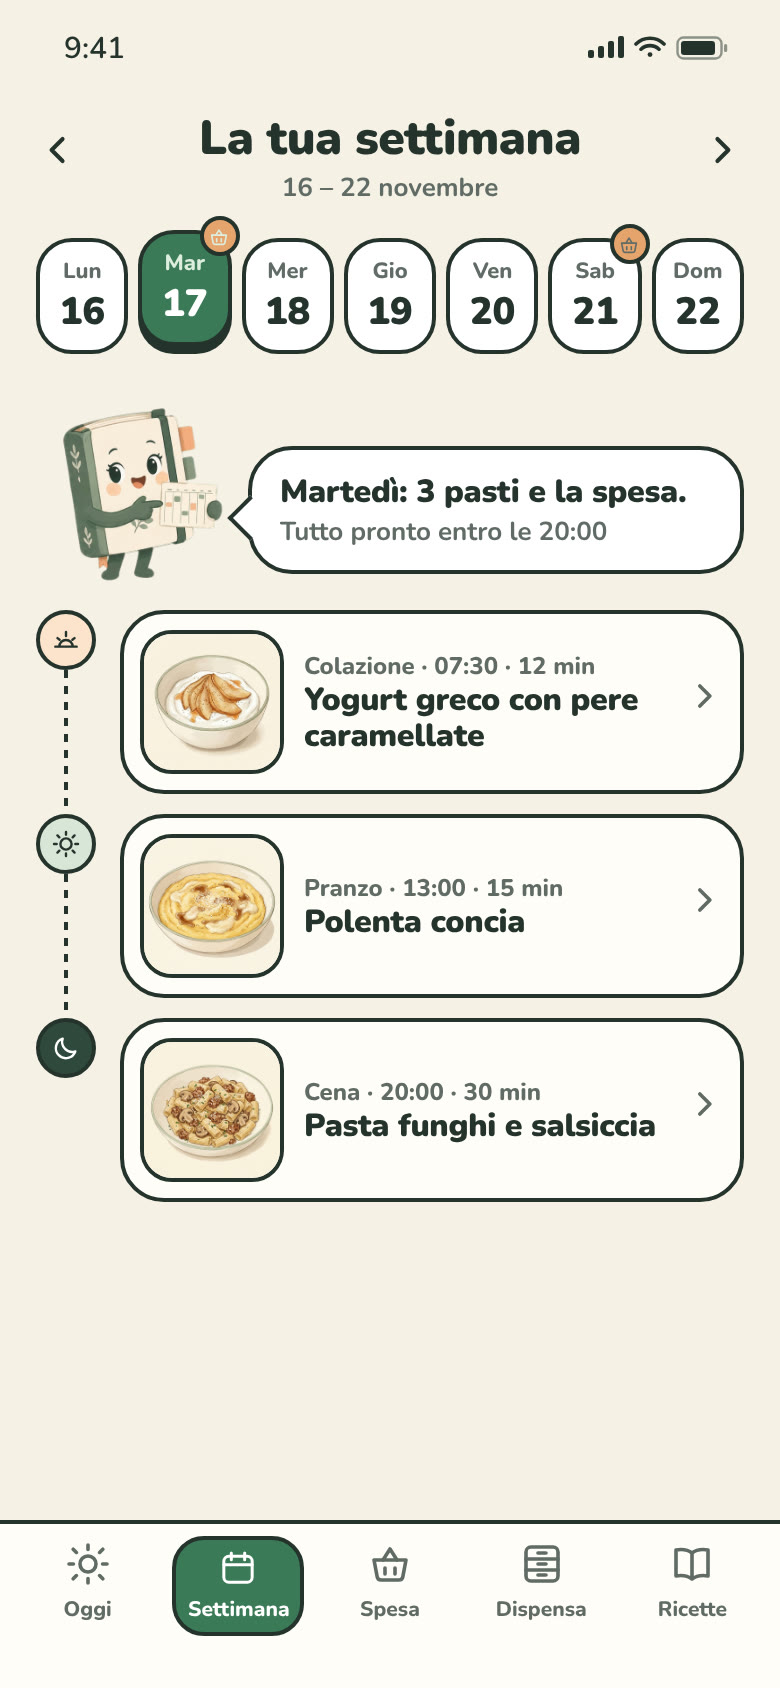 9:41
La tua settimana
16 – 22 novembre
Lun
16
Mar
17
Mer
18
Gio
19
Ven
20
Sab
21
Dom
22
Martedì: 3 pasti e la spesa.
Tutto pronto entro le 20:00
Colazione · 07:30 · 12 min
Yogurt greco con pere
caramellate
Pranzo · 13:00 · 15 min
Polenta concia
Cena · 20:00 · 30 min
Pasta funghi e salsiccia
Oggi
Settimana
Spesa
Dispensa
Ricette